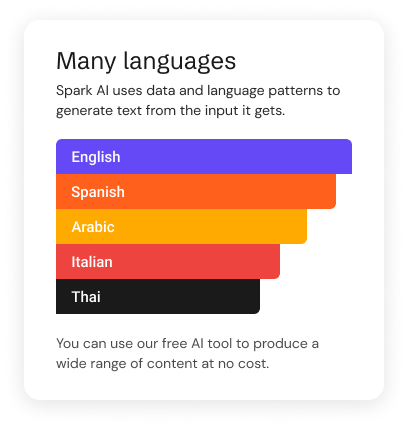 Many languages
Spark AI uses data and language patterns to
generate text from the input it gets.
English
Spanish
Arabic
Italian
Thai
You can use our free AI tool to produce a
wide range of content at no cost.